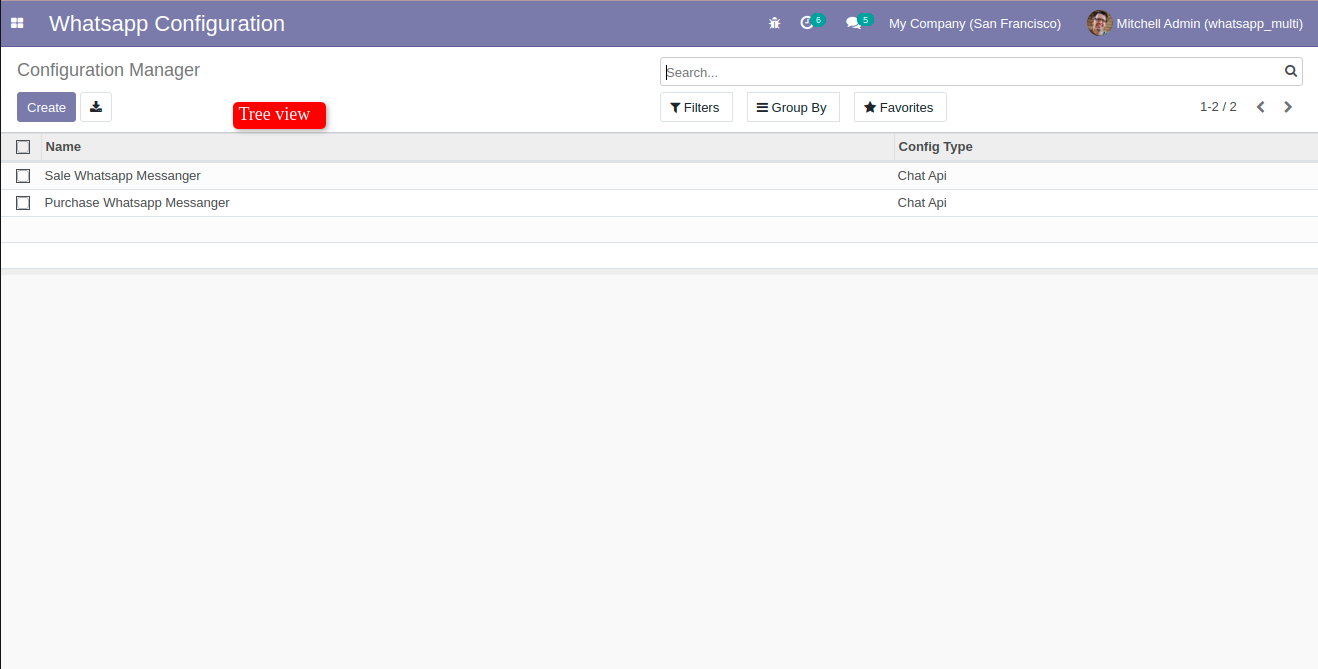 Whatsapp Configuration 6 5 My Company (San Francisco) Mitchell Admin (whatsapp_multi)
Configuration Manager
Search...
Create
Tree view
Filters Group By Favorites 1-2 / 2
Name Config Type
Sale Whatsapp Messanger Chat Api
Purchase Whatsapp Messanger Chat Api